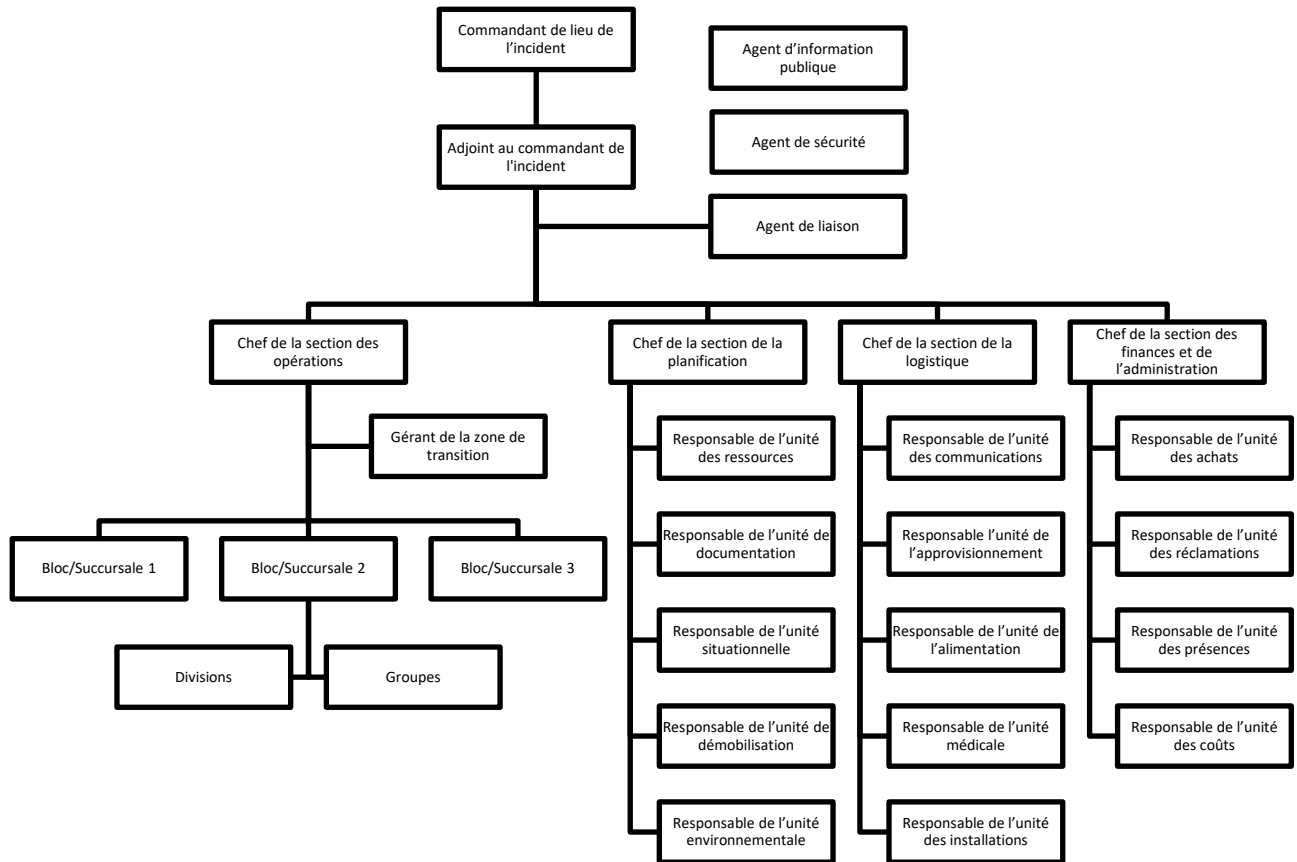 Commandant de lieu de
l’incident
Agent d’information
publique
Adjoint au commandant de
l'incident
Agent de sécurité
Agent de liaison
Chef de la section des
opérations
Chef de la section de la
planification
Chef de la section de la
logistique
Chef de la section des
finances et de
l’administration
Gérant de la zone de
transition
Responsable de l’unité
des ressources
Responsable de l’unité
des communications
Responsable de l’unité
des achats
Bloc/Succursale 1
Bloc/Succursale 2
Bloc/Succursale 3
Responsable de l’unité de
documentation
Responsable l’unité de
l’approvisionnement
Responsable de l’unité
des réclamations
Divisions
Groupes
Responsable de l’unité
situationnelle
Responsable de l’unité de
l’alimentation
Responsable de l’unité
des présences
Responsable de l’unité de
démobilisation
Responsable de l’unité
médicale
Responsable de l’unité
des coûts
Responsable de l’unité
environnementale
Responsable de l’unité
des installations